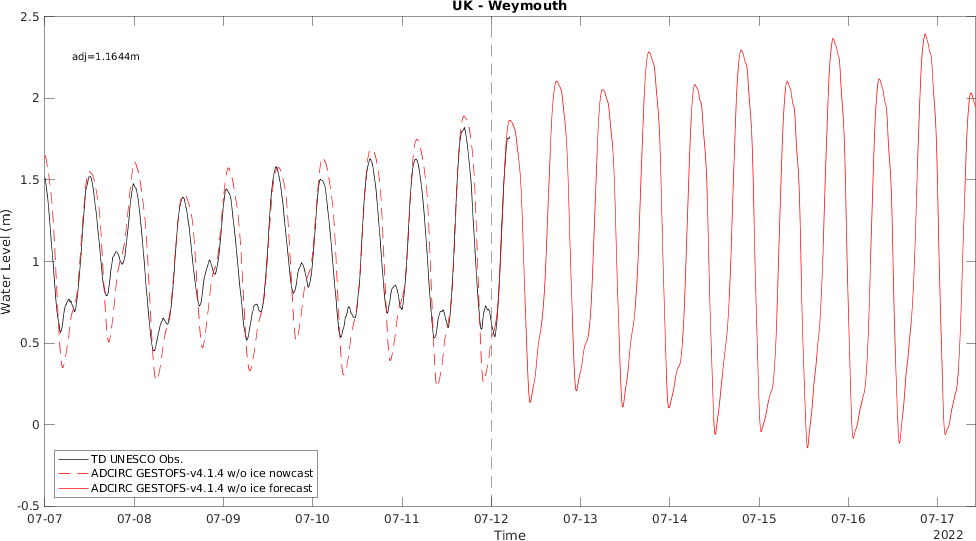 UK - Weymouth
2.5
adj=1.1644m
2
1.5
1
0.5
0
-0.5
Water Level (m)
TD UNESCO Obs.
ADCIRC GESTOFS-v4.1.4 w/o ice nowcast
ADCIRC GESTOFS-v4.1.4 w/o ice forecast
07-07 07-08 07-09 07-10 07-11 07-12 07-13 07-14 07-15 07-16 07-17
Time
2022